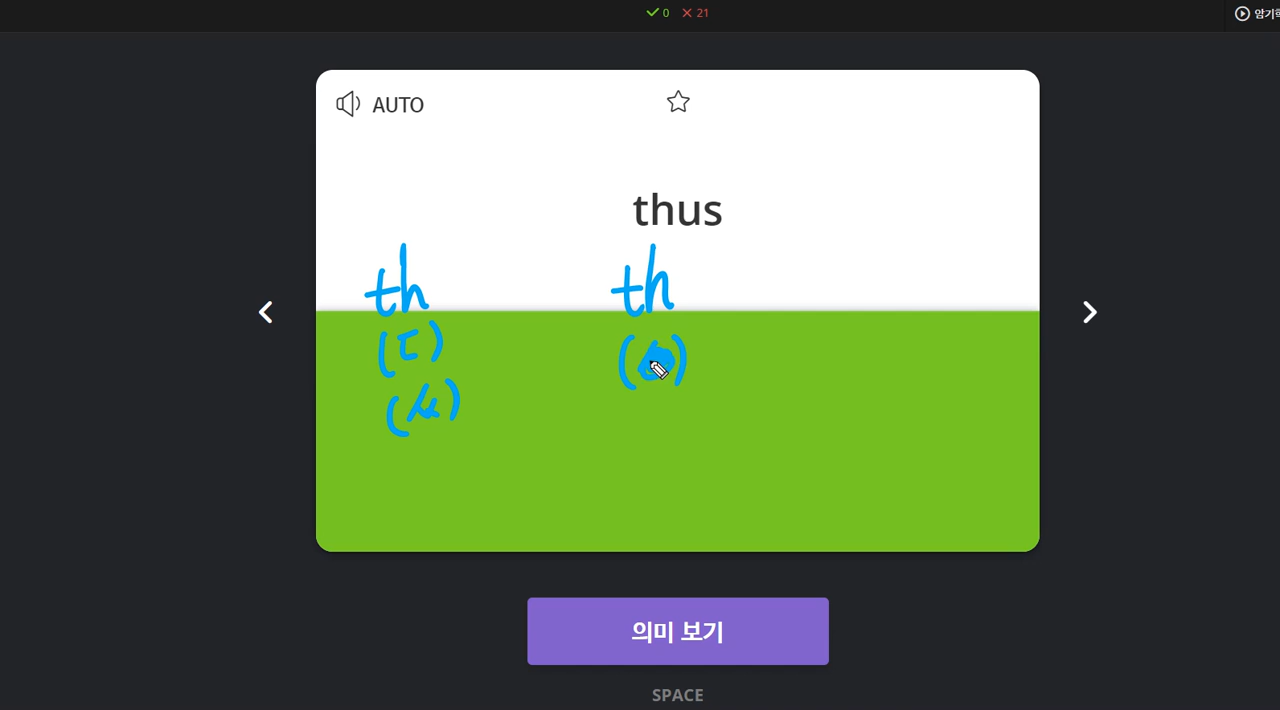 0 21
AUTO
thus
th th
(ㄷ)
(ㅆ)
의미 보기
SPACE